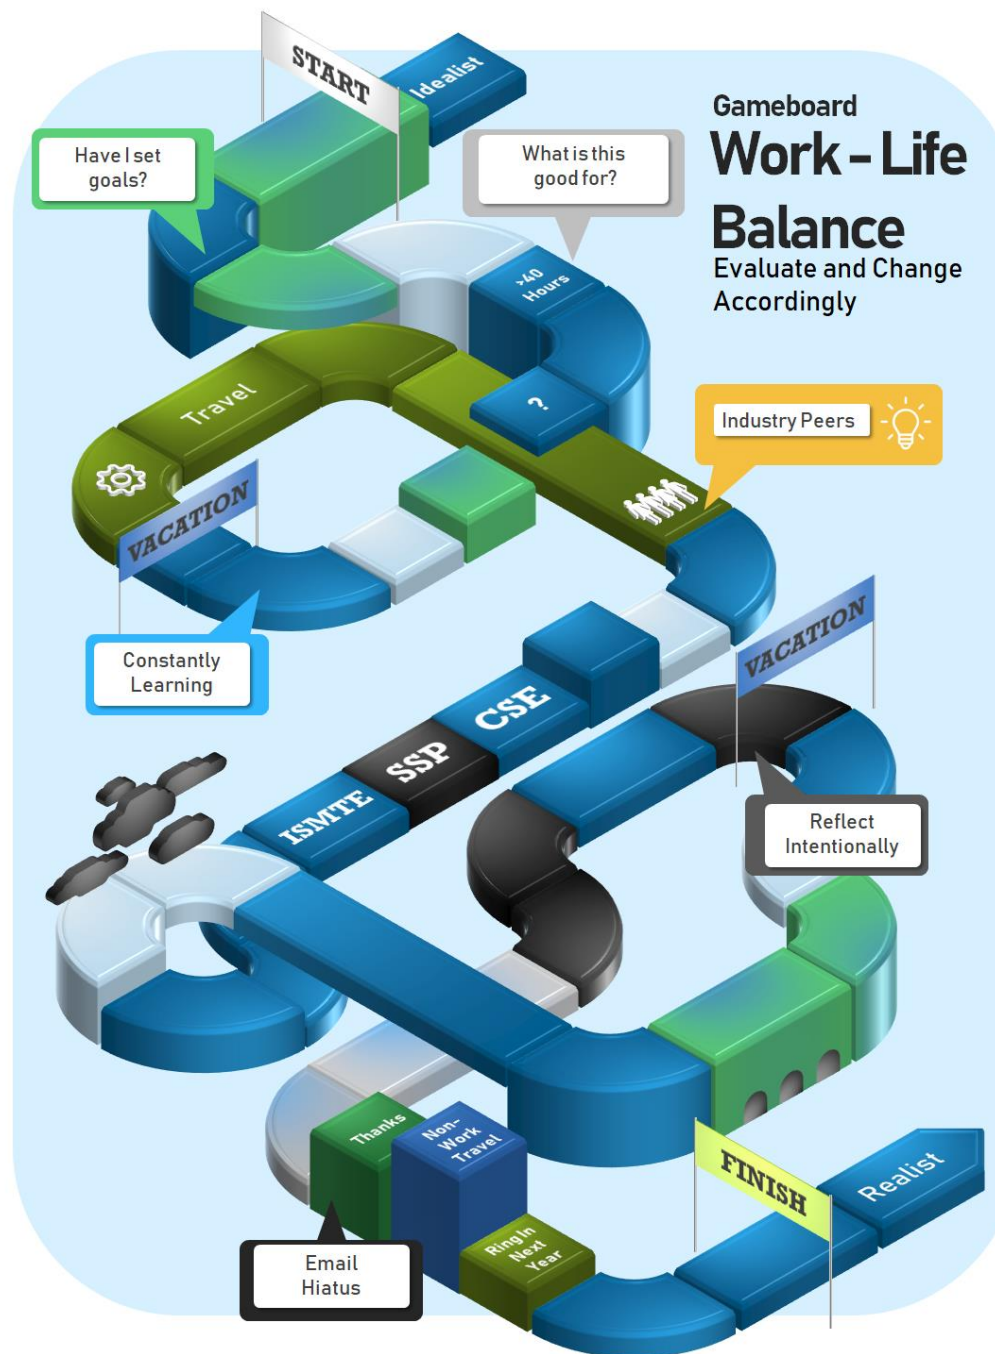 START
Idealist
Gameboard
Work - Life
Balance
Evaluate and Change
Accordingly
Have I set
goals?
What is this
good for?
>40
Hours
?
Travel
Industry Peers
VACATION
Constantly
Learning
VACATION
CSE
SSP
ISMTE
Reflect
Intentionally
Thanks
Non-
Work
Travel
Ring In
Next
Year
Email
Hiatus
FINISH
Realist